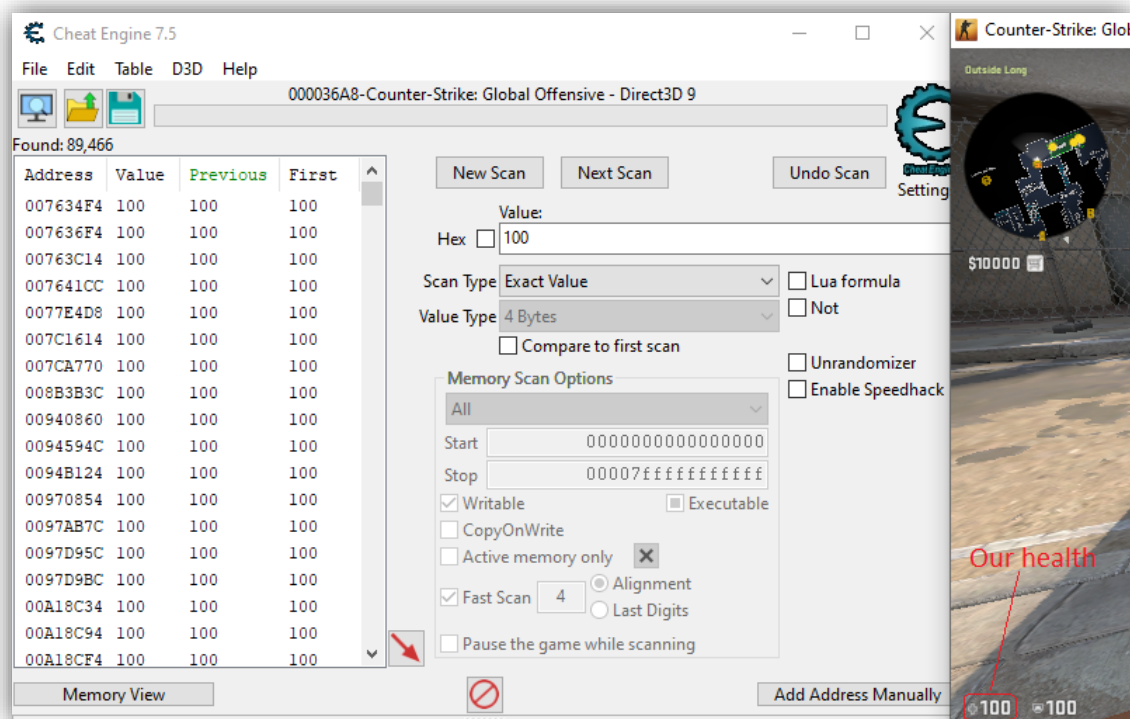 Cheat Engine 7.5
File Edit Table D3D Help
000036A8-Counter-Strike: Global Offensive - Direct3D 9
Found: 89,466
Address Value Previous First
007634F4 100 100 100
007636F4 100 100 100
00763C14 100 100 100
007641CC 100 100 100
0077E4D8 100 100 100
007C1614 100 100 100
007CA770 100 100 100
008B3B3C 100 100 100
00940860 100 100 100
0094594C 100 100 100
0094B124 100 100 100
00970854 100 100 100
0097AB7C 100 100 100
0097D95C 100 100 100
0097D9BC 100 100 100
00A18C34 100 100 100
00A18C94 100 100 100
00A18CF4 100 100 100
Memory View
New Scan Next Scan Undo Scan
Cheat Engin
Setting
Value:
Hex 100
Scan Type Exact Value
Value Type 4 Bytes
Compare to first scan
Lua formula
Not
Unrandomizer
Enable Speedhack
Memory Scan Options
All
Start 0000000000000000
Stop 00007fffffffffff
Writable Executable
CopyOnWrite
Active memory only
Fast Scan 4 Alignment
Last Digits
Pause the game while scanning
Add Address Manually
Counter-Strike: Glob
Outside Long
A
B
$10000
Our health
100 100